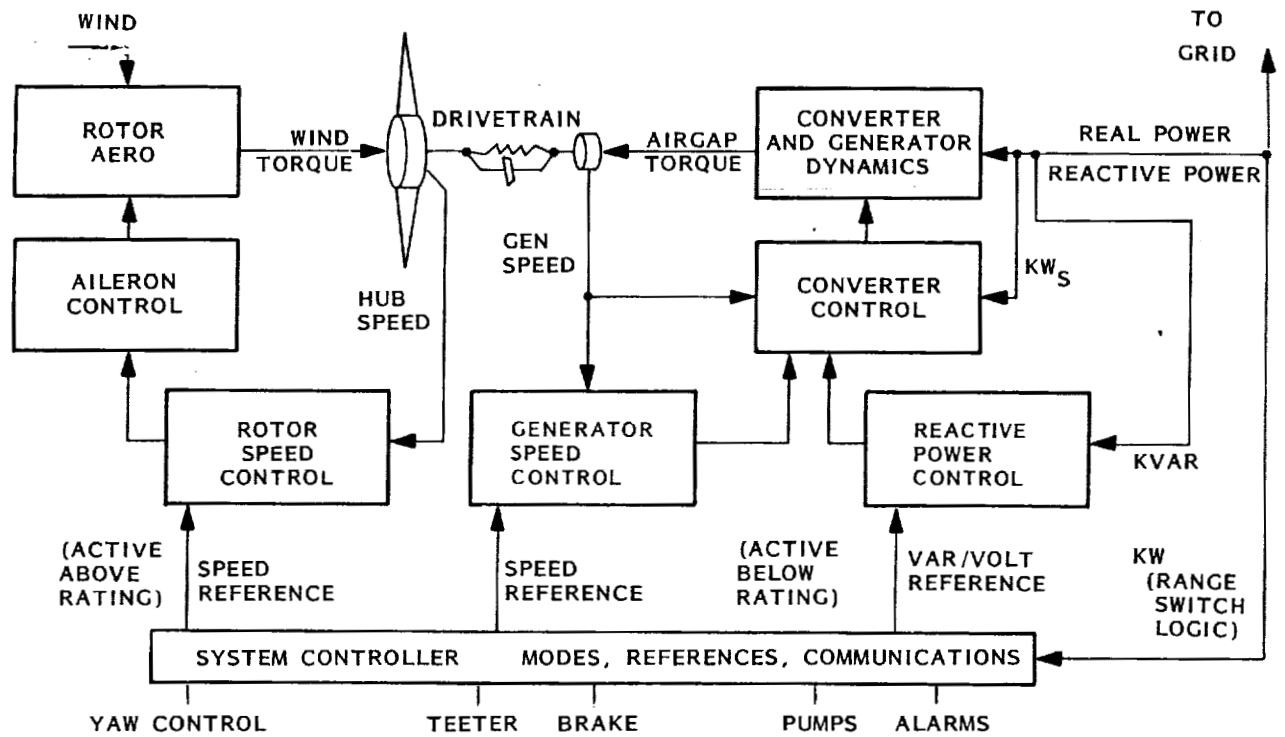 WIND
TO
GRID
ROTOR
AERO
WIND
TORQUE
DRIVETRAIN
AIRGAP
TORQUE
CONVERTER
AND GENERATOR
DYNAMICS
REAL POWER
REACTIVE POWER
AILERON
CONTROL
HUB
SPEED
GEN
SPEED
CONVERTER
CONTROL
KWS
ROTOR
SPEED
CONTROL
GENERATOR
SPEED
CONTROL
REACTIVE
POWER
CONTROL
KVAR
(ACTIVE
ABOVE
RATING)
SPEED
REFERENCE
SPEED
REFERENCE
(ACTIVE
BELOW
RATING)
VAR/VOLT
REFERENCE
KW
(RANGE
SWITCH
LOGIC)
SYSTEM CONTROLLER MODES, REFERENCES, COMMUNICATIONS
YAW CONTROL TEETER BRAKE PUMPS ALARMS